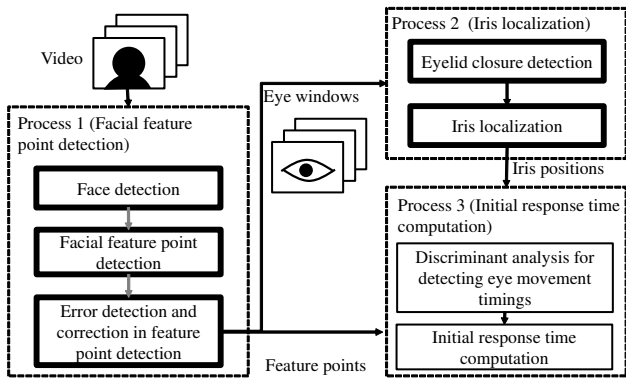 Video
Process 1 (Facial feature
point detection)
Face detection
Facial feature point
detection
Error detection and
correction in feature
point detection
Eye windows
Feature points
Process 2 (Iris localization)
Eyelid closure detection
Iris localization
Iris positions
Process 3 (Initial response time
computation)
Discriminant analysis for
detecting eye movement
timings
Initial response time
computation